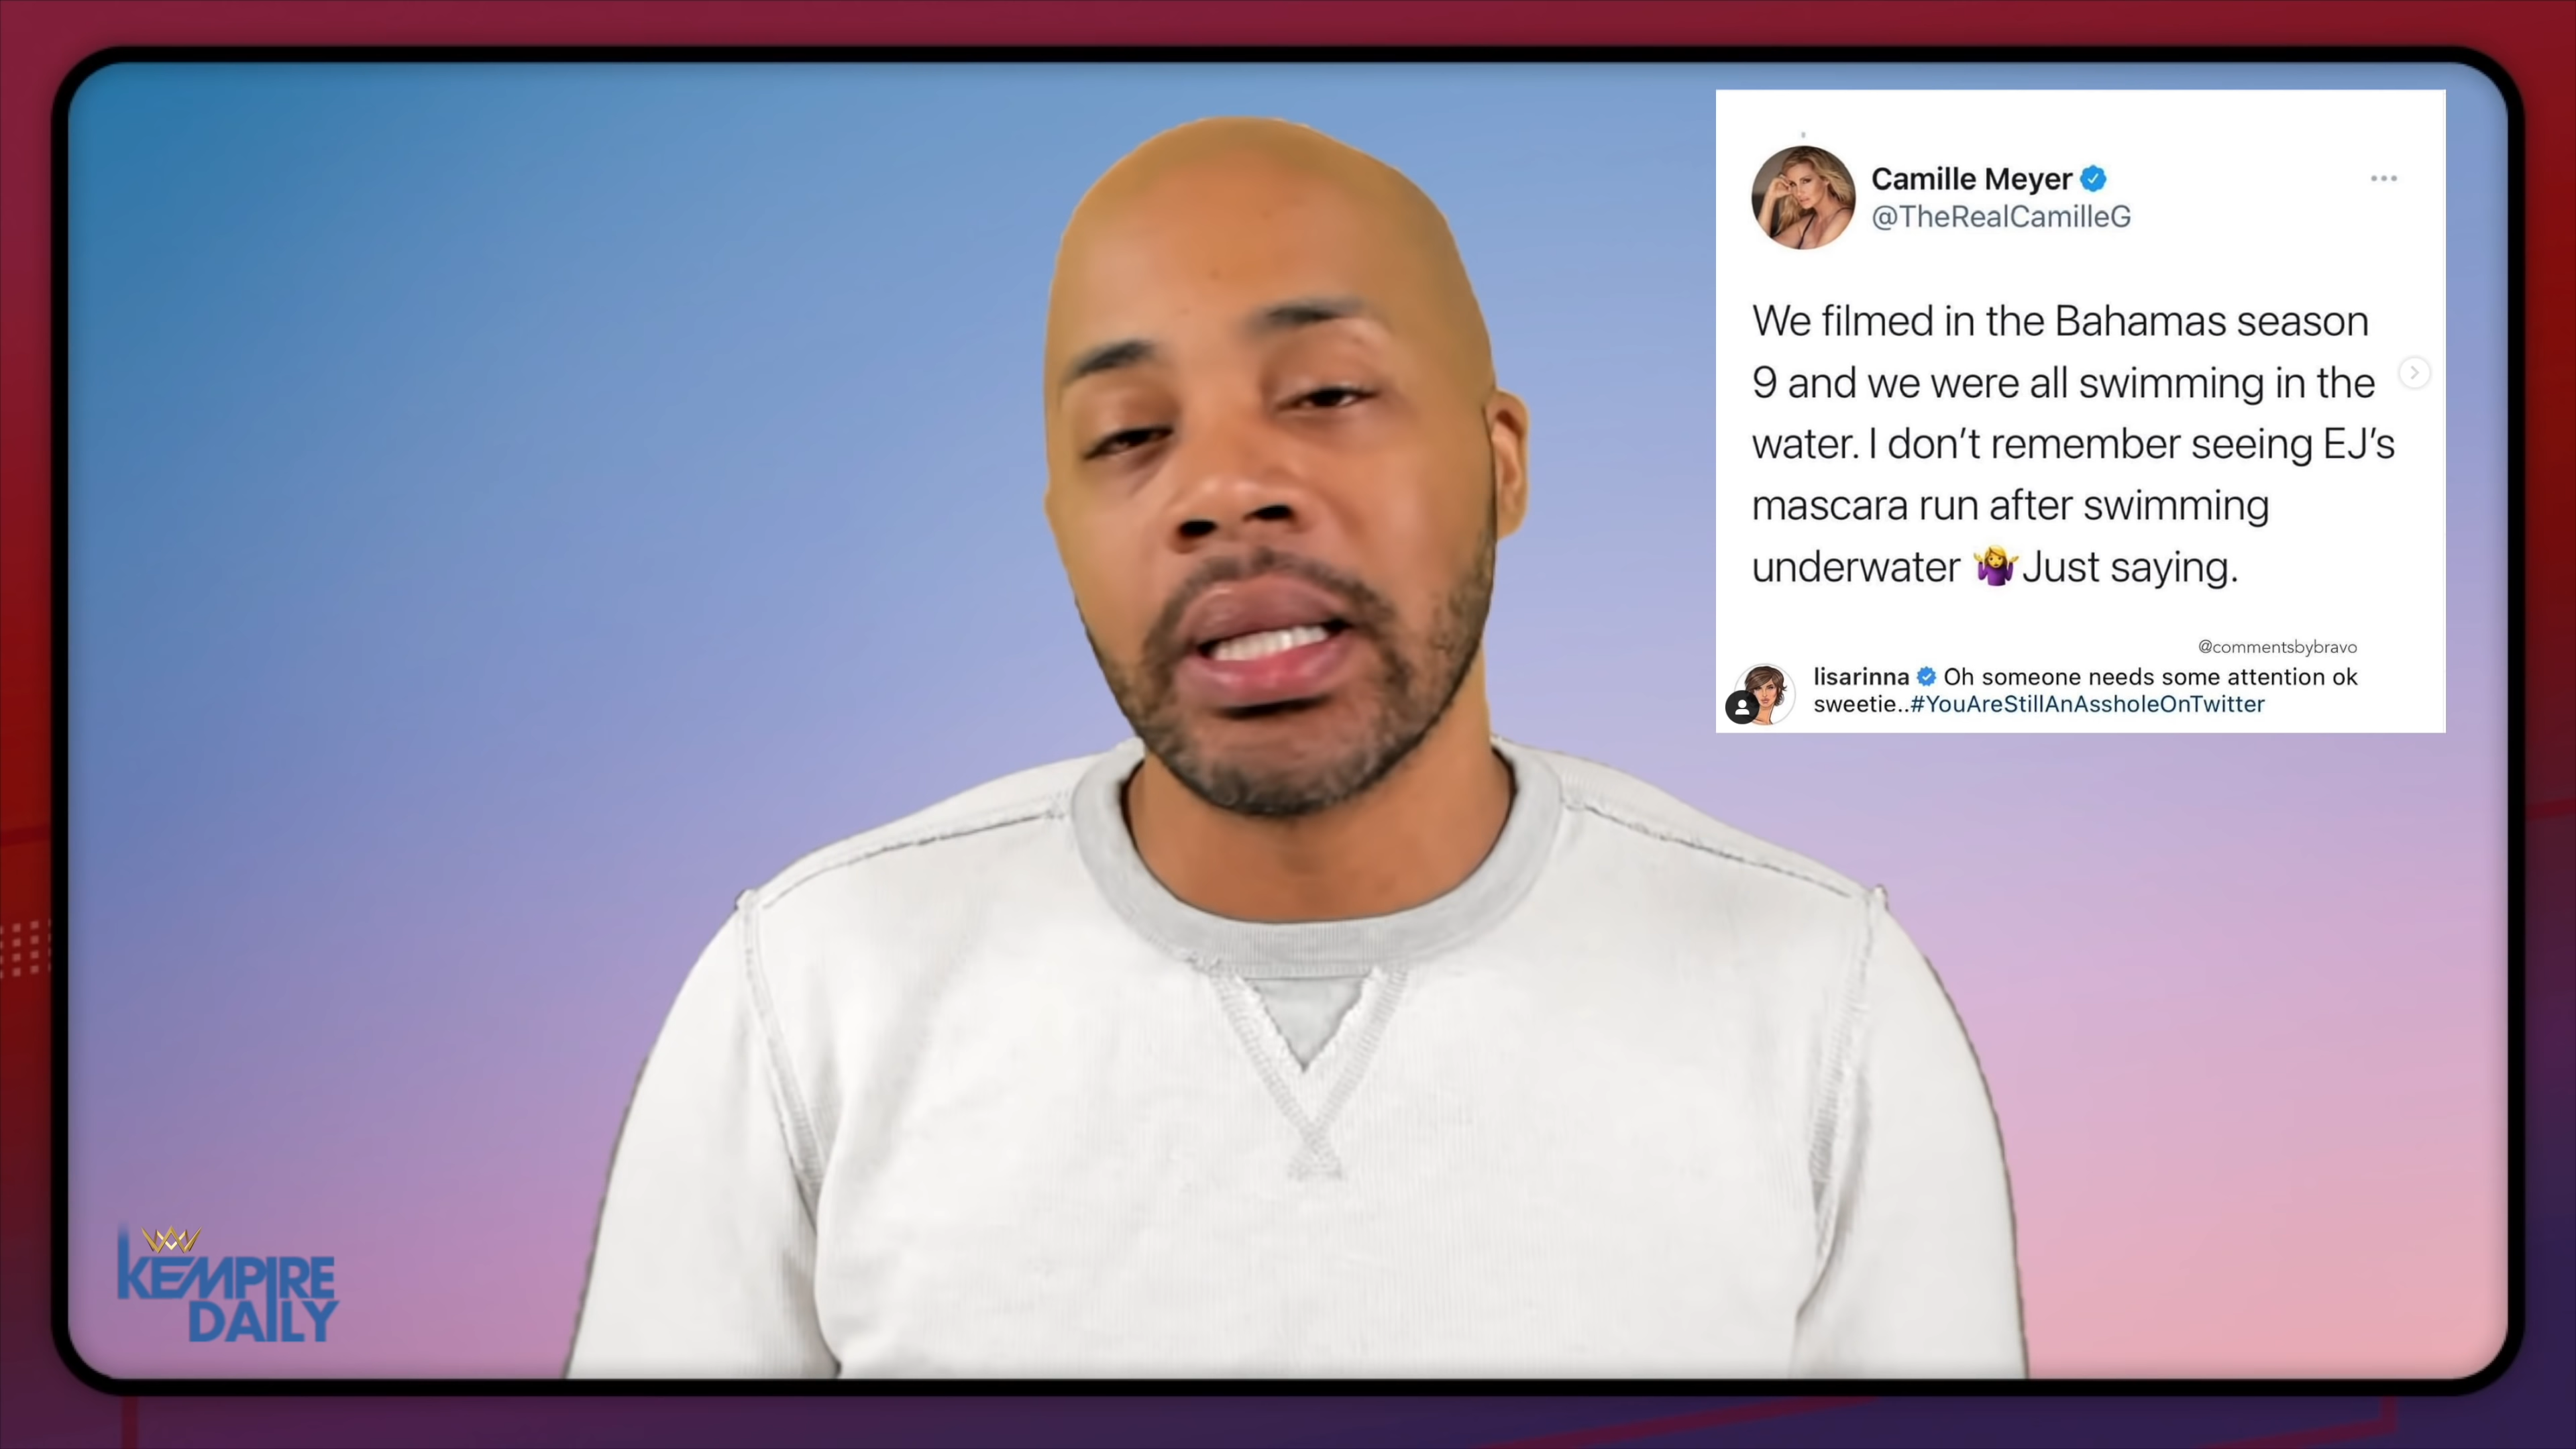 Camille Meyer
@TheRealCamilleG
We filmed in the Bahamas season
9 and we were all swimming in the
water. I don't remember seeing EJ's
mascara run after swimming
underwater 🤷‍♀️ Just saying.
@commentsbybravo
lisarinna Oh someone needs some attention ok
sweetie..#YouAreStillAnAssholeOnTwitter
KEMPIRE
DAILY